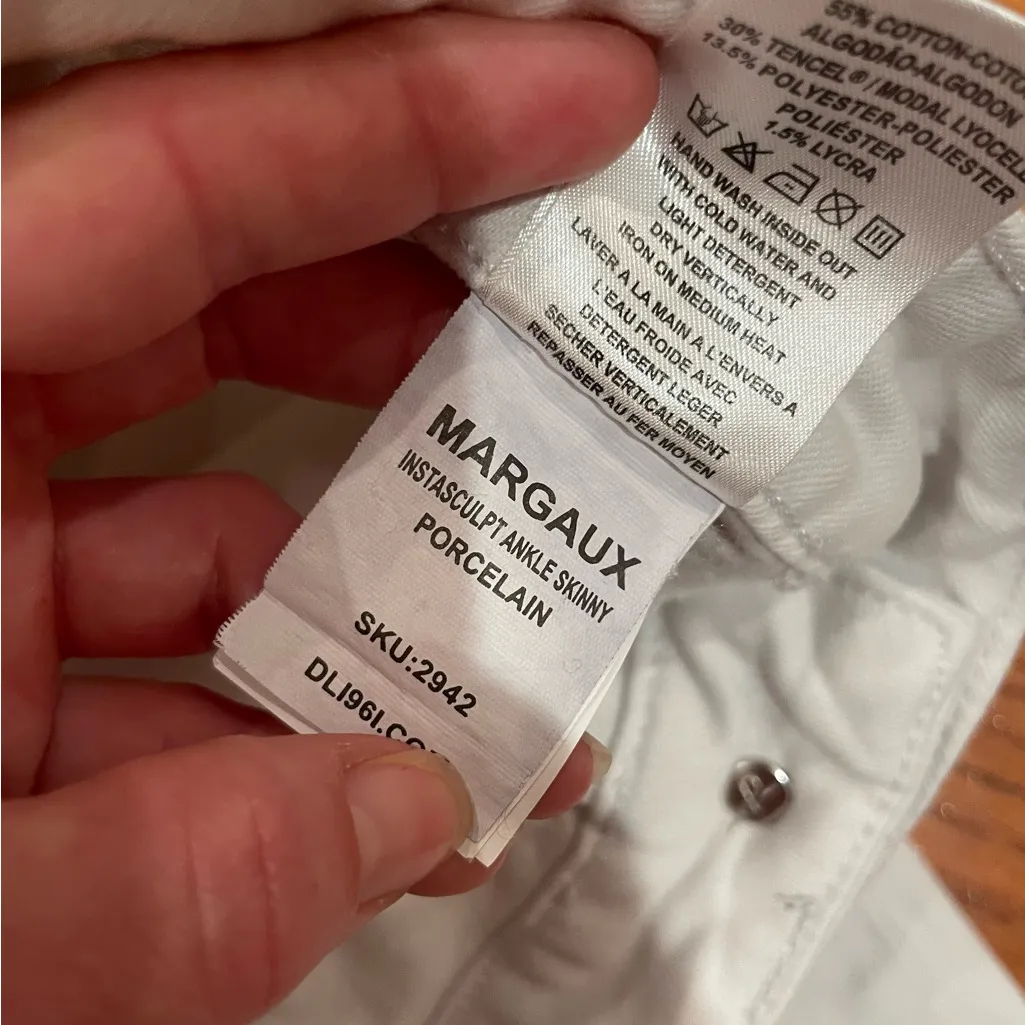 55% COTTON-COTO
ALGODÃO-ALGODON
30% TENCEL® / MODAL LYOCELL
13.5% POLYESTER-POLIESTER
POLIÉSTER
1.5% LYCRA
HAND WASH INSIDE OUT
WITH COLD WATER AND
LIGHT DETERGENT
DRY VERTICALLY
IRON ON MEDIUM HEAT
LAVER A LA MAIN A L'ENVERS A
L'EAU FROIDE AVEC
DETERGENT LEGER
SECHER VERTICALEMENT
REPASSER AU FER MOYEN
MARGAUX
INSTASCULPT ANKLE SKINNY
PORCELAIN
SKU:2942
DLI96I.CO